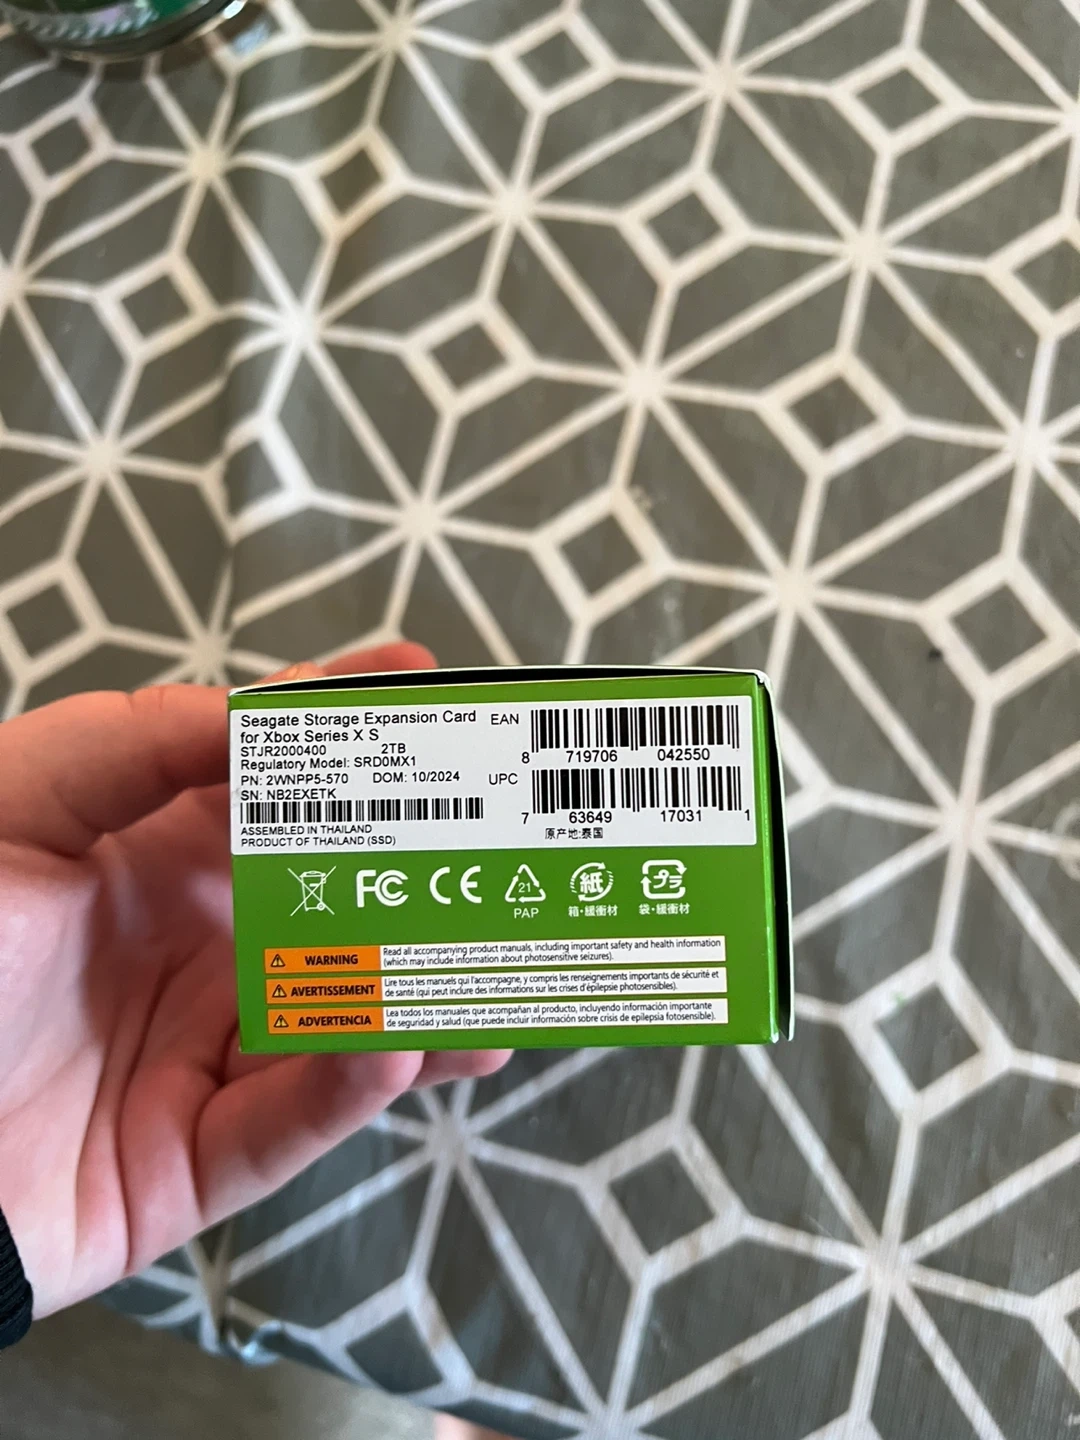 Seagate Storage Expansion Card
for Xbox Series X S
STJR2000400 2TB
Regulatory Model: SRD0MX1
PN: 2WNPP5-570 DOM: 10/2024
SN: NB2EXETK
ASSEMBLED IN THAILAND
PRODUCT OF THAILAND (SSD)
EAN
8 719706 042550
UPC
7 63649 17031 1
原产地:泰国
FC CE
21
PAP
紙
箱・緩衝材
プラ
袋・緩衝材
WARNING
Read all accompanying product manuals, including important safety and health information
(which may include information about photosensitive seizures).
AVERTISSEMENT
Lire tous les manuels qui l'accompagne, y compris les renseignements importants de sécurité et
de santé (qui peut inclure des informations sur les crises d'épilepsie photosensibles).
ADVERTENCIA
Lea todos los manuales que acompañan al producto, incluyendo información importante
de seguridad y salud (que puede incluir información sobre crisis de epilepsia fotosensible).